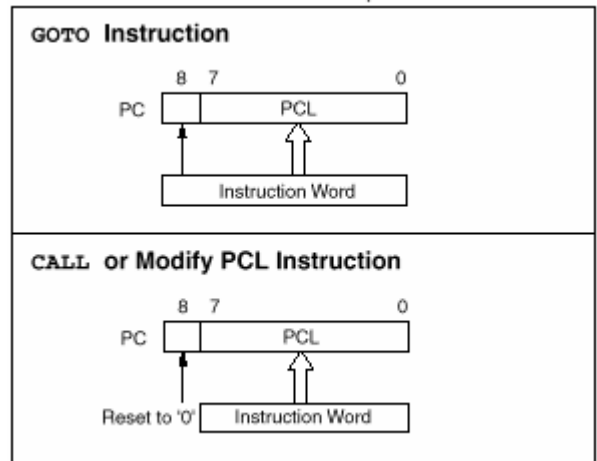 GOTO Instruction
8 7 0
PC PCL
Instruction Word
CALL or Modify PCL Instruction
8 7 0
PC PCL
Reset to '0' Instruction Word